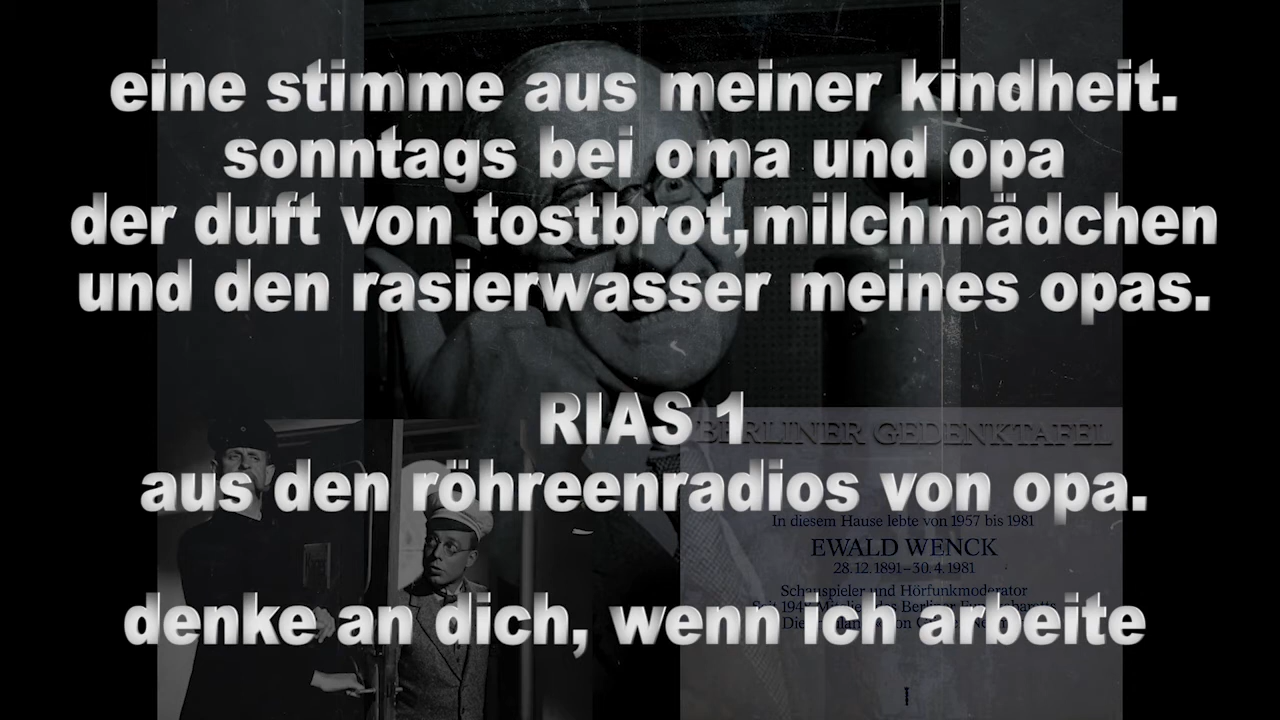 eine stimme aus meiner kindheit.
sonntags bei oma und opa
der duft von tostbrot,milchmädchen
und den rasierwasser meines opas.
RIAS 1
BERLINER GEDENKTAFEL
aus den röhreenradios von opa.
In diesem Hause lebte von 1957 bis 1981
EWALD WENCK
28.12.1891–30.4.1981
Schauspieler und Hörfunkmoderator
denke an dich, wenn ich arbeite